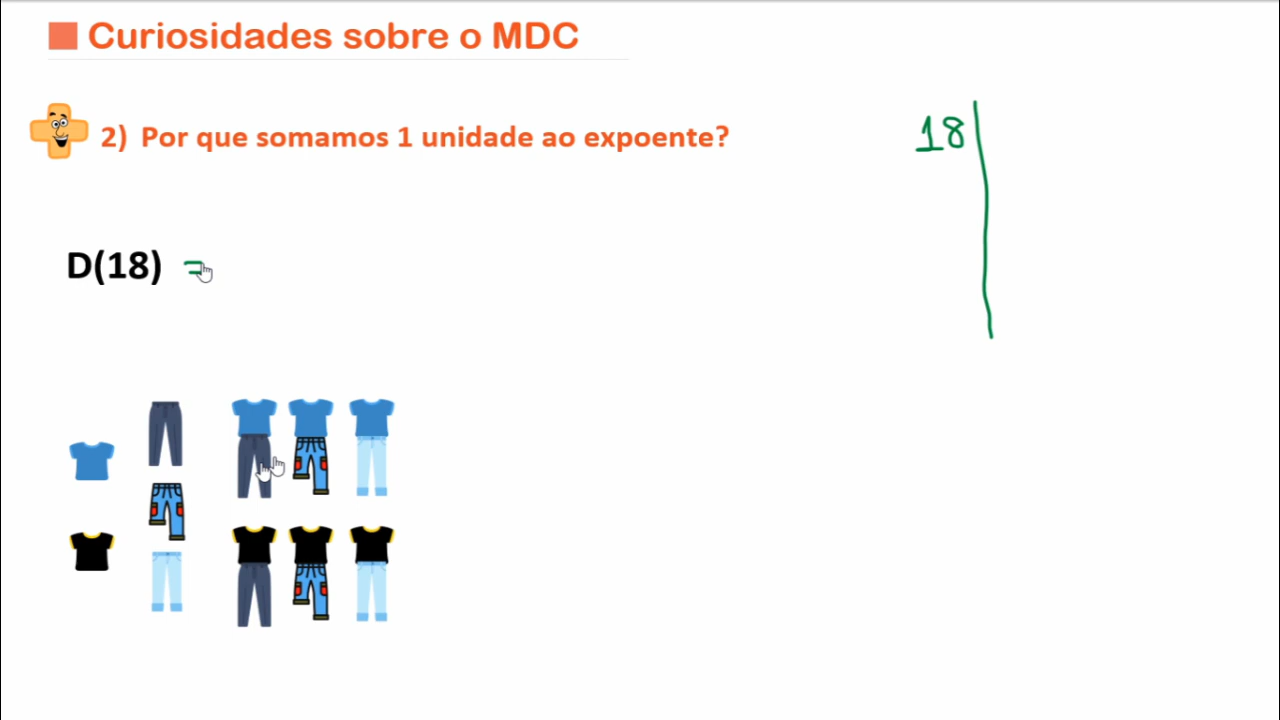 Curiosidades sobre o MDC
2) Por que somamos 1 unidade ao expoente?
18
D(18) =